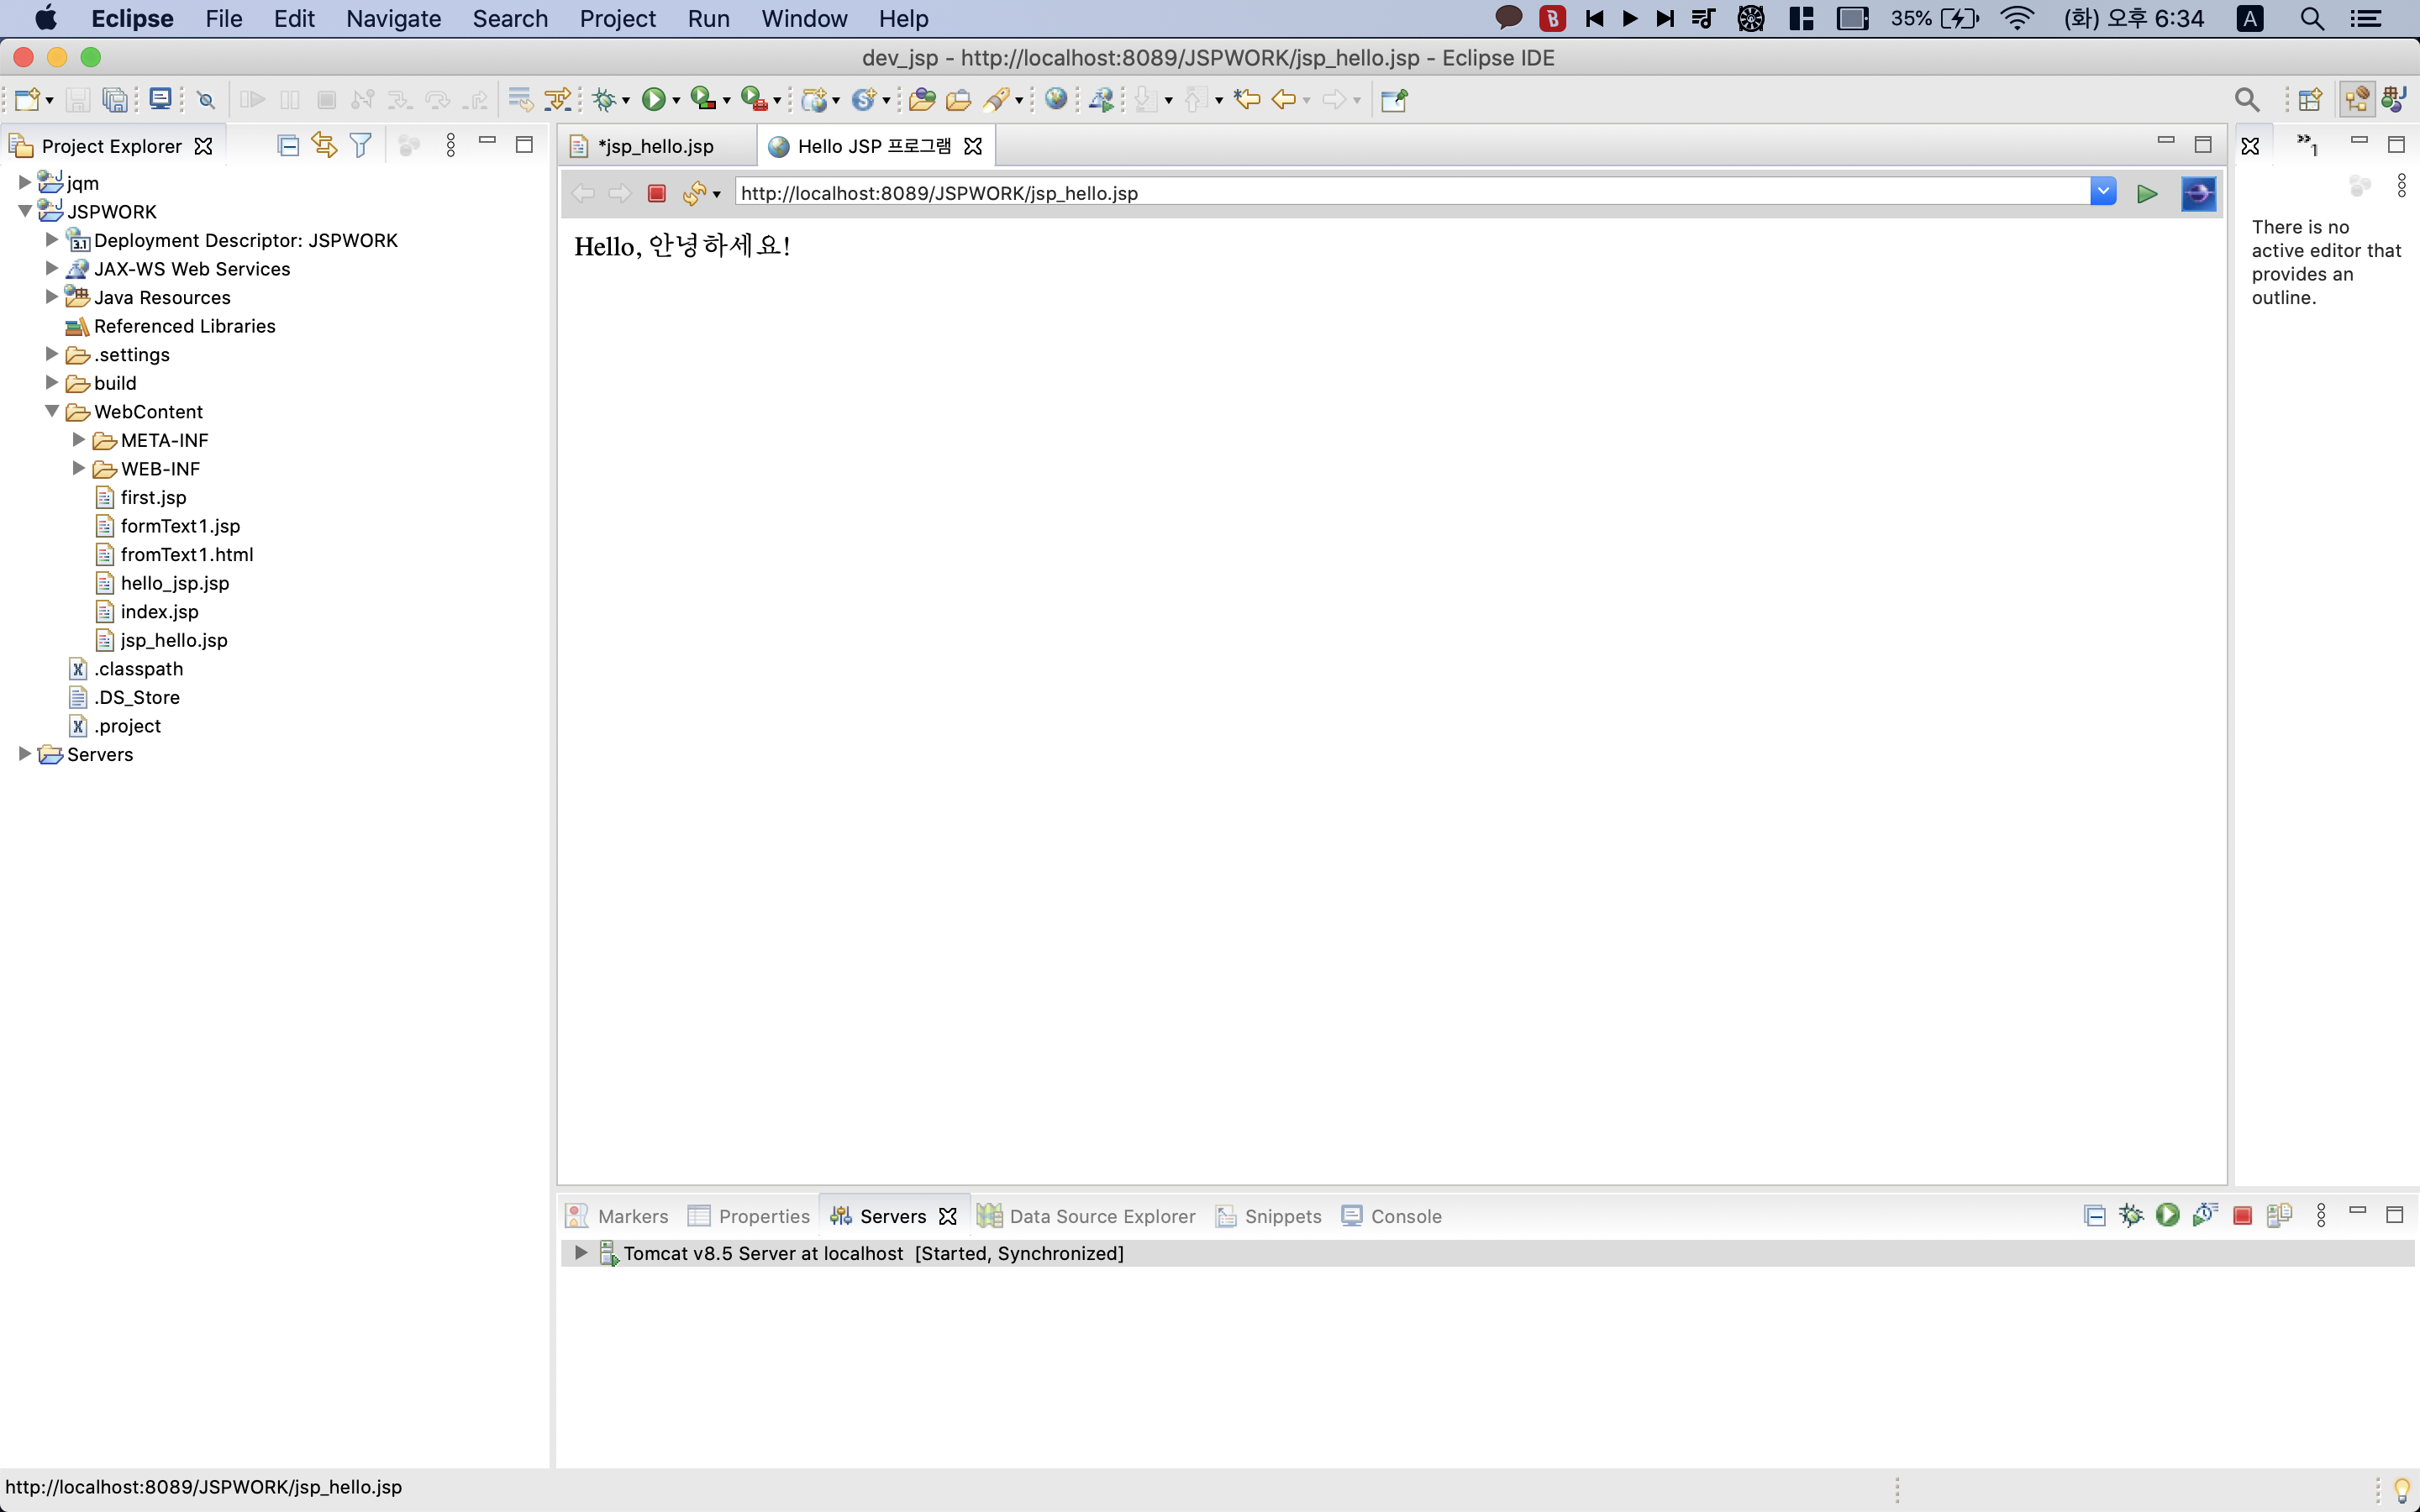 Eclipse File Edit Navigate Search Project Run Window Help 35% (화) 오후 6:34 A
dev_jsp - http://localhost:8089/JSPWORK/jsp_hello.jsp - Eclipse IDE
Project Explorer
jqm
JSPWORK
Deployment Descriptor: JSPWORK
JAX-WS Web Services
Java Resources
Referenced Libraries
.settings
build
WebContent
META-INF
WEB-INF
first.jsp
formText1.jsp
fromText1.html
hello_jsp.jsp
index.jsp
jsp_hello.jsp
.classpath
.DS_Store
.project
Servers
*jsp_hello.jsp Hello JSP 프로그램
http://localhost:8089/JSPWORK/jsp_hello.jsp
Hello, 안녕하세요!
1
There is no
active editor that
provides an
outline.
Markers Properties Servers Data Source Explorer Snippets Console
Tomcat v8.5 Server at localhost [Started, Synchronized]
http://localhost:8089/JSPWORK/jsp_hello.jsp